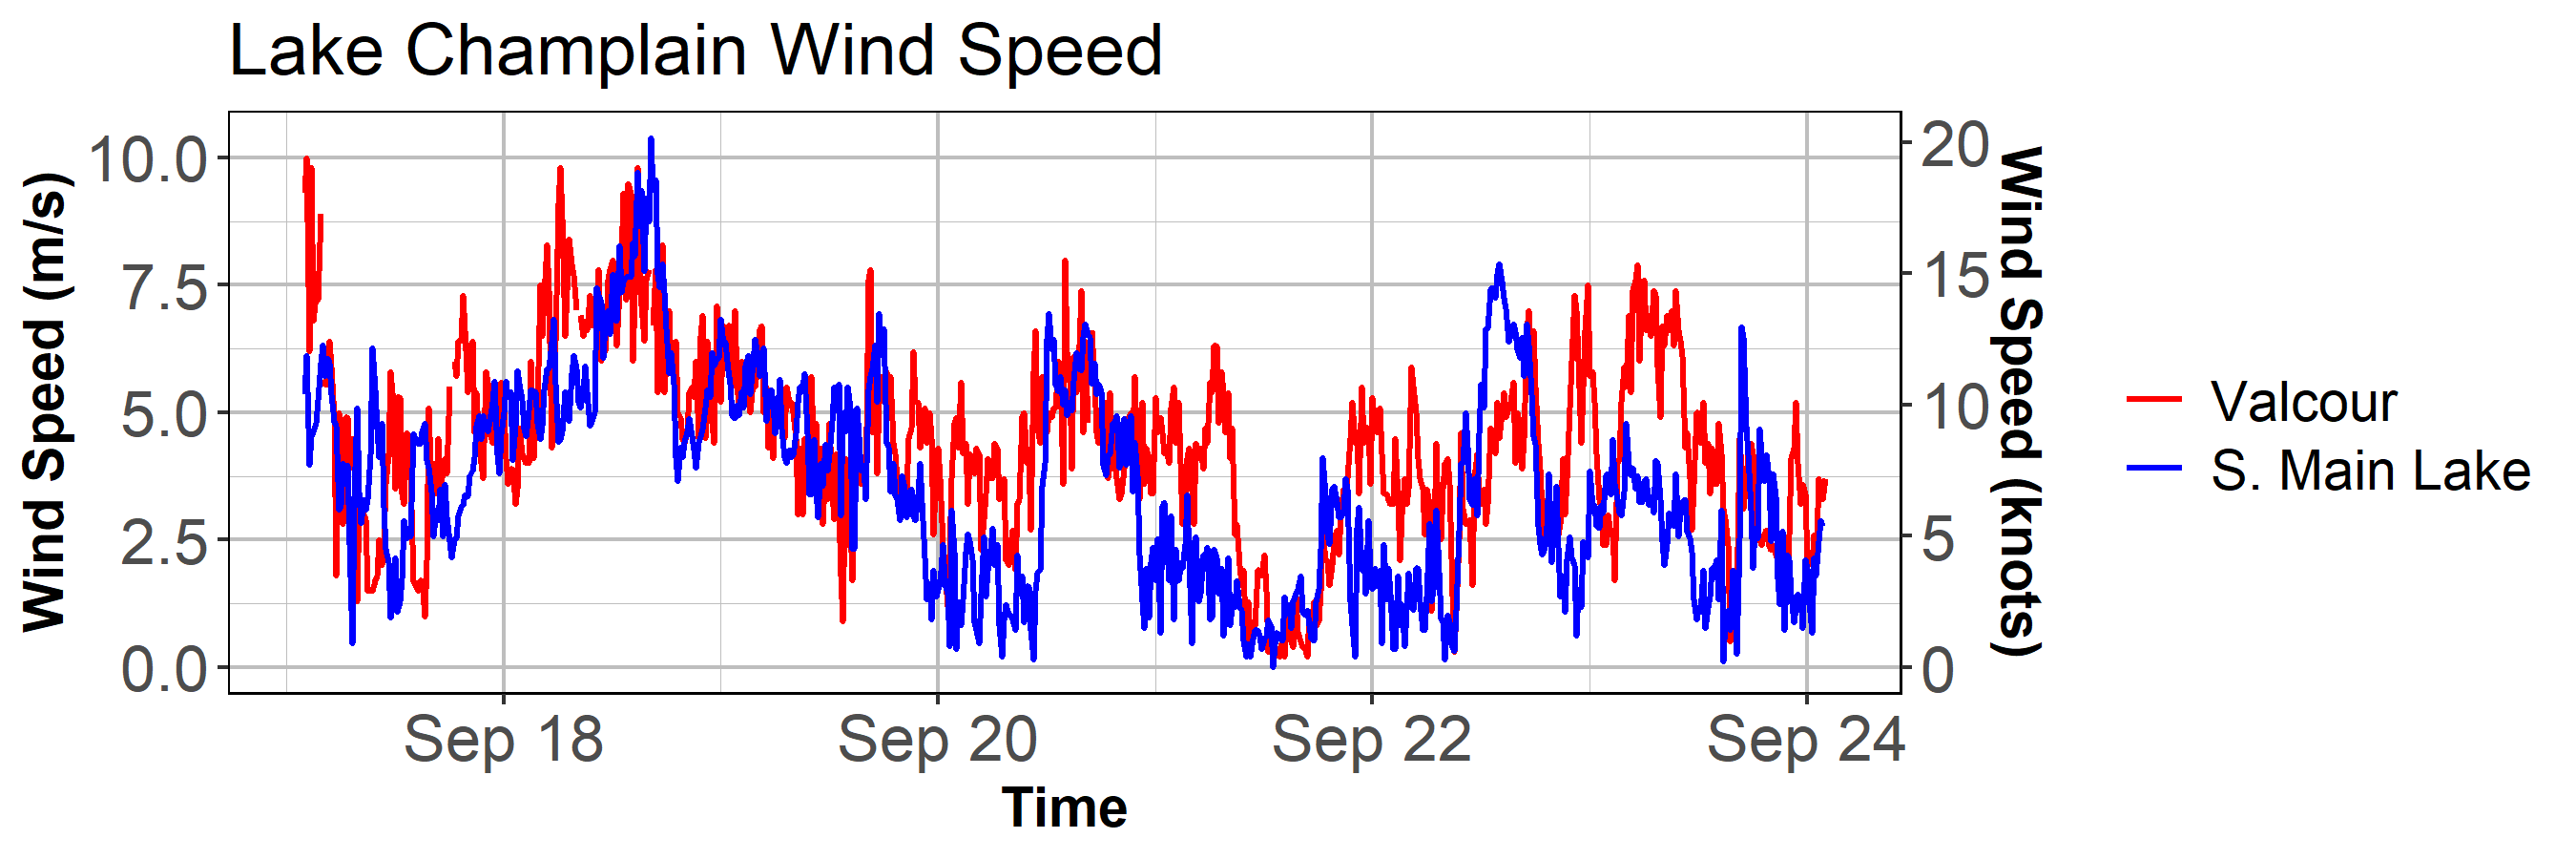 Lake Champlain Wind Speed
Wind Speed (m/s)
10.0
7.5
5.0
2.5
0.0
20
15
10
5
0
Wind Speed (knots)
Valcour
S. Main Lake
Sep 18
Sep 20
Sep 22
Sep 24
Time